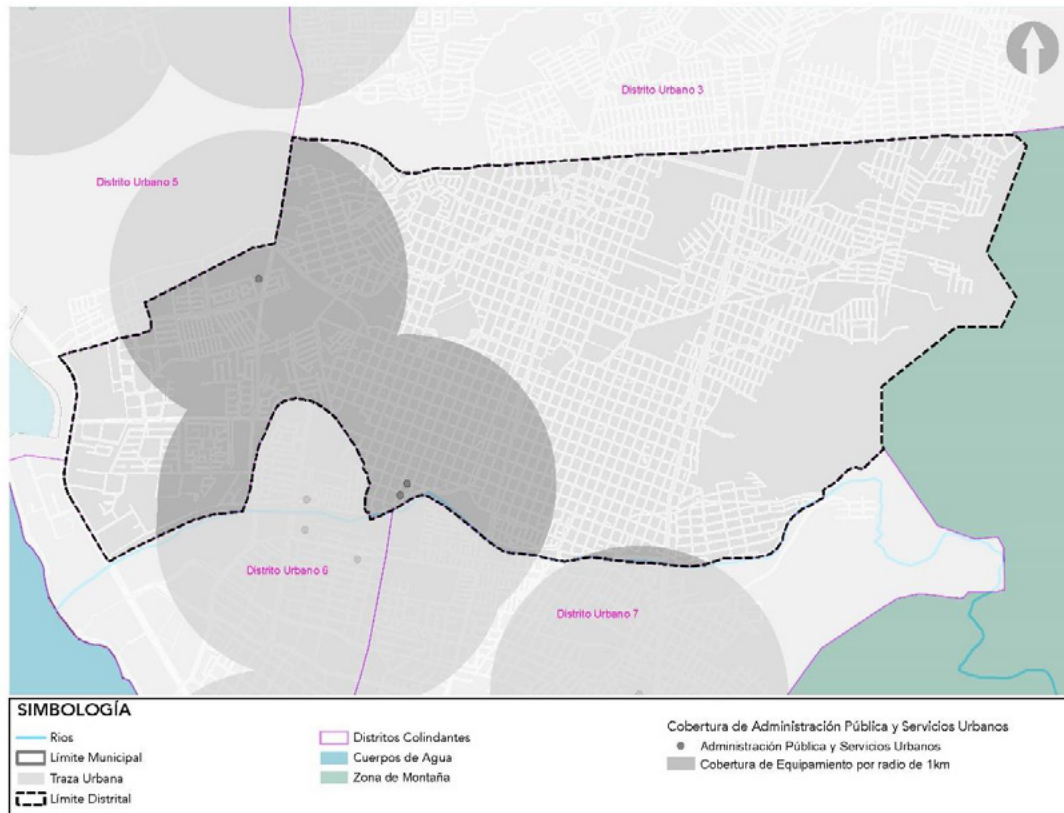 Distrito Urbano 3
Distrito Urbano 5
Distrito Urbano 6
Distrito Urbano 7
SIMBOLOGÍA
Rios
Límite Municipal
Traza Urbana
Límite Distrital
Distritos Colindantes
Cuerpos de Agua
Zona de Montaña
Cobertura de Administración Pública y Servicios Urbanos
Administración Pública y Servicios Urbanos
Cobertura de Equipamiento por radio de 1km